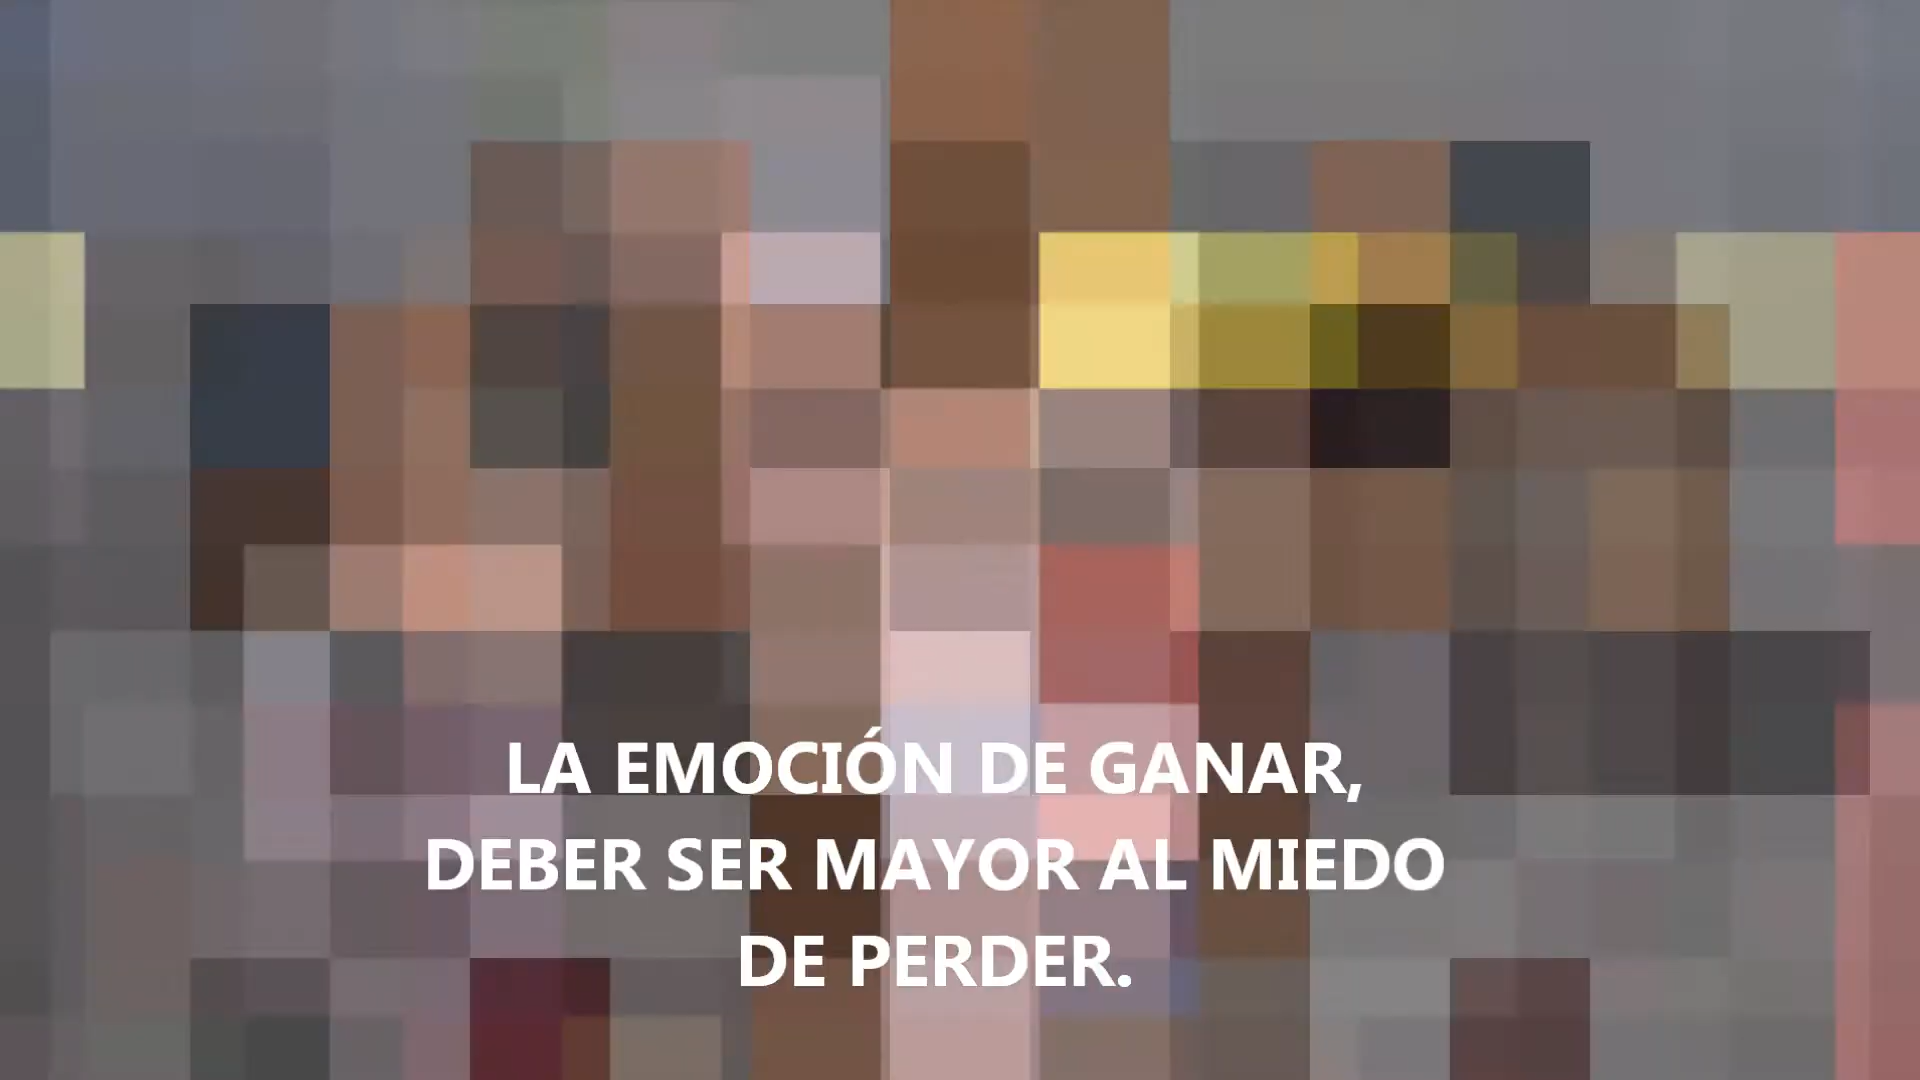 LA EMOCIÓN DE GANAR,
DEBER SER MAYOR AL MIEDO
DE PERDER.